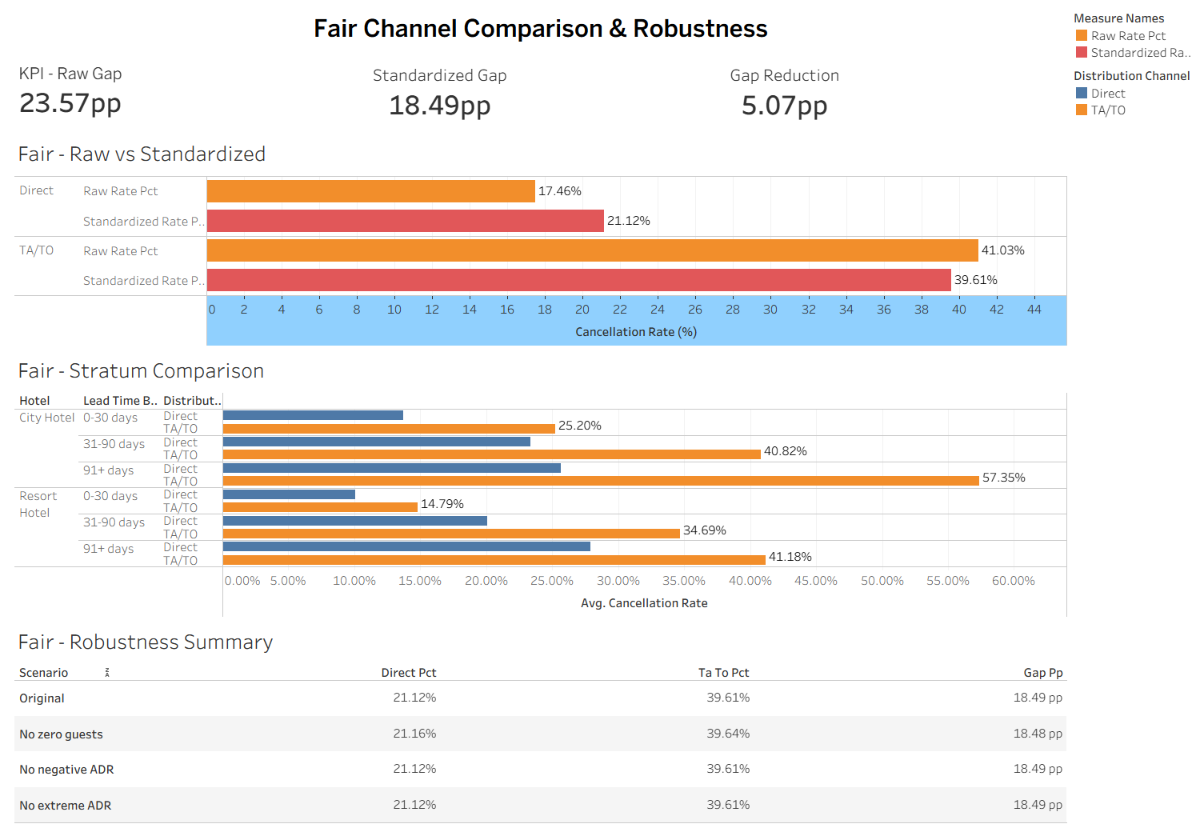 Fair Channel Comparison & Robustness
Measure Names
Raw Rate Pct
Standardized Ra..
Distribution Channel
Direct
TA/TO
KPI - Raw Gap
23.57pp
Standardized Gap
18.49pp
Gap Reduction
5.07pp
Fair - Raw vs Standardized
Direct Raw Rate Pct 17.46%
Standardized Rate P.. 21.12%
TA/TO Raw Rate Pct 41.03%
Standardized Rate P.. 39.61%
0 2 4 6 8 10 12 14 16 18 20 22 24 26 28 30 32 34 36 38 40 42 44
Cancellation Rate (%)
Fair - Stratum Comparison
Hotel Lead Time B.. Distribut..
City Hotel 0-30 days Direct
TA/TO 25.20%
31-90 days Direct
TA/TO 40.82%
91+ days Direct
TA/TO 57.35%
Resort Hotel 0-30 days Direct
TA/TO 14.79%
31-90 days Direct
TA/TO 34.69%
91+ days Direct
TA/TO 41.18%
0.00% 5.00% 10.00% 15.00% 20.00% 25.00% 30.00% 35.00% 40.00% 45.00% 50.00% 55.00% 60.00%
Avg. Cancellation Rate
Fair - Robustness Summary
Scenario Direct Pct Ta To Pct Gap Pp
Original 21.12% 39.61% 18.49 pp
No zero guests 21.16% 39.64% 18.48 pp
No negative ADR 21.12% 39.61% 18.49 pp
No extreme ADR 21.12% 39.61% 18.49 pp